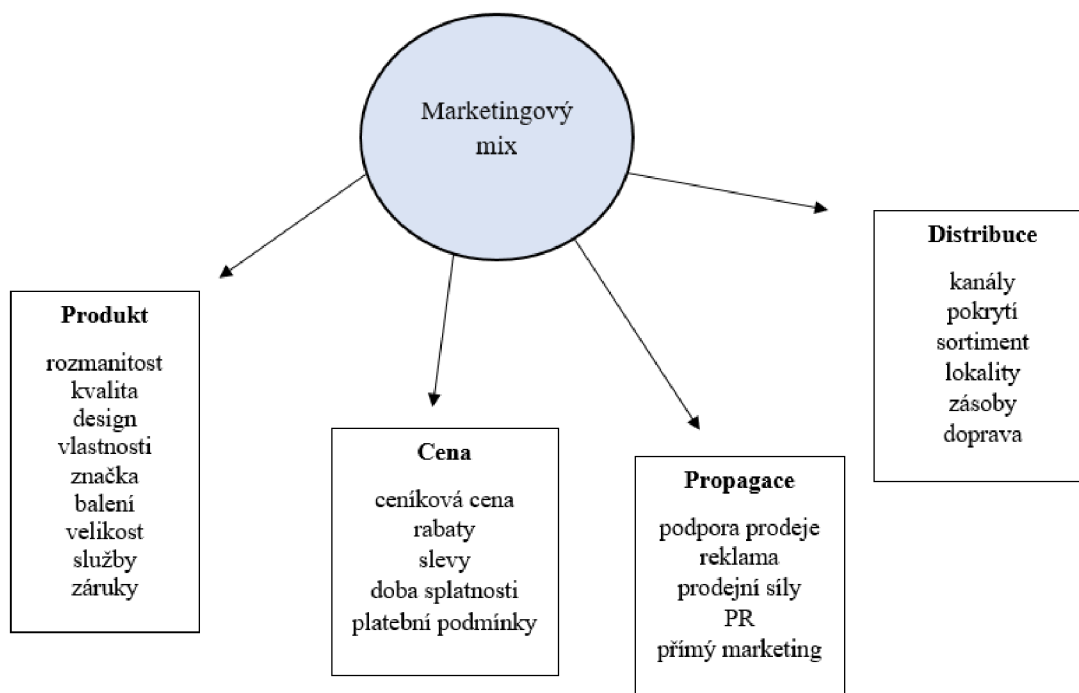 Marketingový
mix
Produkt
rozmanitost
kvalita
design
vlastnosti
značka
balení
velikost
služby
záruky
Cena
ceníková cena
rabaty
slevy
doba splatnosti
platební podmínky
Propagace
podpora prodeje
reklama
prodejní síly
PR
přímý marketing
Distribuce
kanály
pokrytí
sortiment
lokality
zásoby
doprava